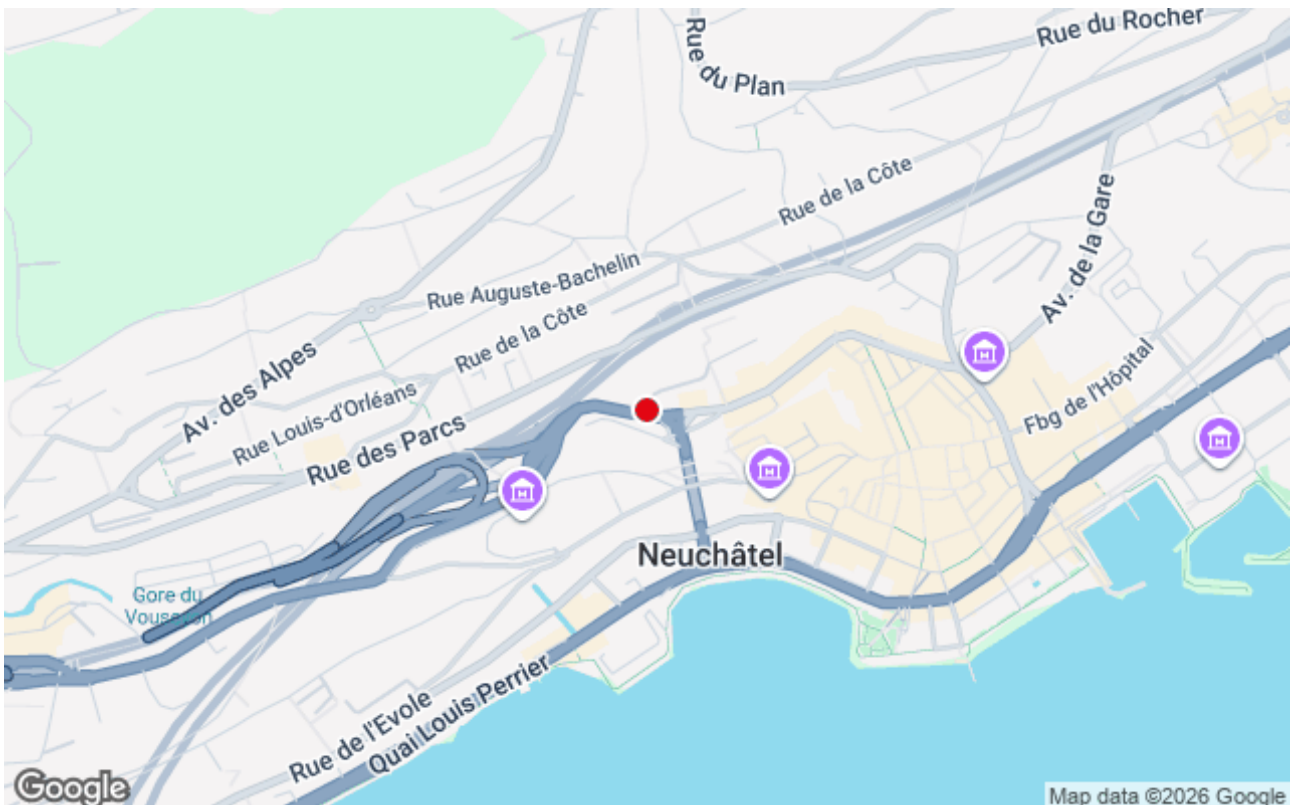 Rue du Rocher
Rue du Plan
Rue de la Côte
Av. de la Gare
Rue Auguste-Bachelin
Rue de la Côte
Av. des Alpes
Rue Louis-d'Orléans
Rue des Parcs
Fbg de l'Hôpital
Neuchâtel
Gore du
Rue de l'Evole
Quai Louis Perrier
Google
Map data ©2026 Google